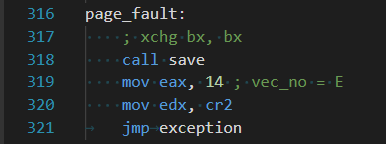 316 page_fault:
317 ; xchg bx, bx
318 call save
319 mov eax, 14 ; vec_no = E
320 mov edx, cr2
321 jmp exception